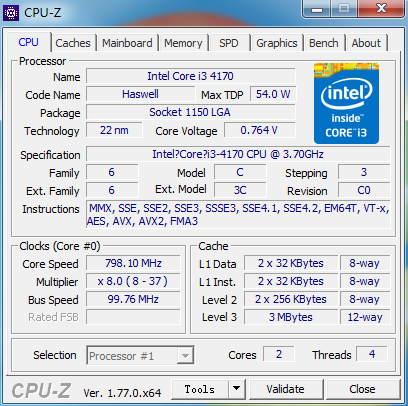 CPU-Z
CPU Caches Mainboard Memory SPD Graphics Bench About
Processor
Name Intel Core i3 4170
Code Name Haswell Max TDP 54.0 W
Package Socket 1150 LGA
Technology 22 nm Core Voltage 0.764 V
intel
inside™
CORE™i3
Specification Intel?Core?i3-4170 CPU @ 3.70GHz
Family 6 Model C Stepping 3
Ext. Family 6 Ext. Model 3C Revision C0
Instructions MMX, SSE, SSE2, SSE3, SSSE3, SSE4.1, SSE4.2, EM64T, VT-x,
AES, AVX, AVX2, FMA3
Clocks (Core #0)
Core Speed 798.10 MHz
Multiplier x 8.0 ( 8 - 37 )
Bus Speed 99.76 MHz
Rated FSB
Cache
L1 Data 2 x 32 KBytes 8-way
L1 Inst. 2 x 32 KBytes 8-way
Level 2 2 x 256 KBytes 8-way
Level 3 3 MBytes 12-way
Selection Processor #1 Cores 2 Threads 4
CPU-Z Ver. 1.77.0.x64 Tools Validate Close